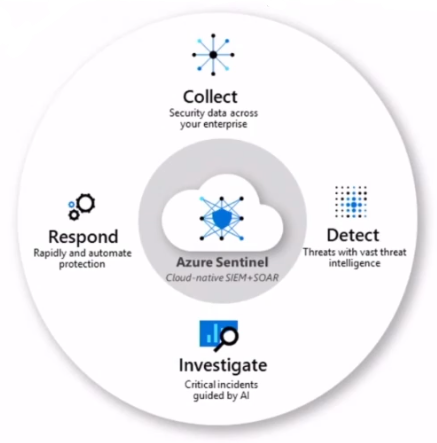 Collect
Security data across
your enterprise
Respond
Rapidly and automate
protection
Azure Sentinel
Cloud-native SIEM+SOAR
Detect
Threats with vast threat
intelligence
Investigate
Critical incidents
guided by AI